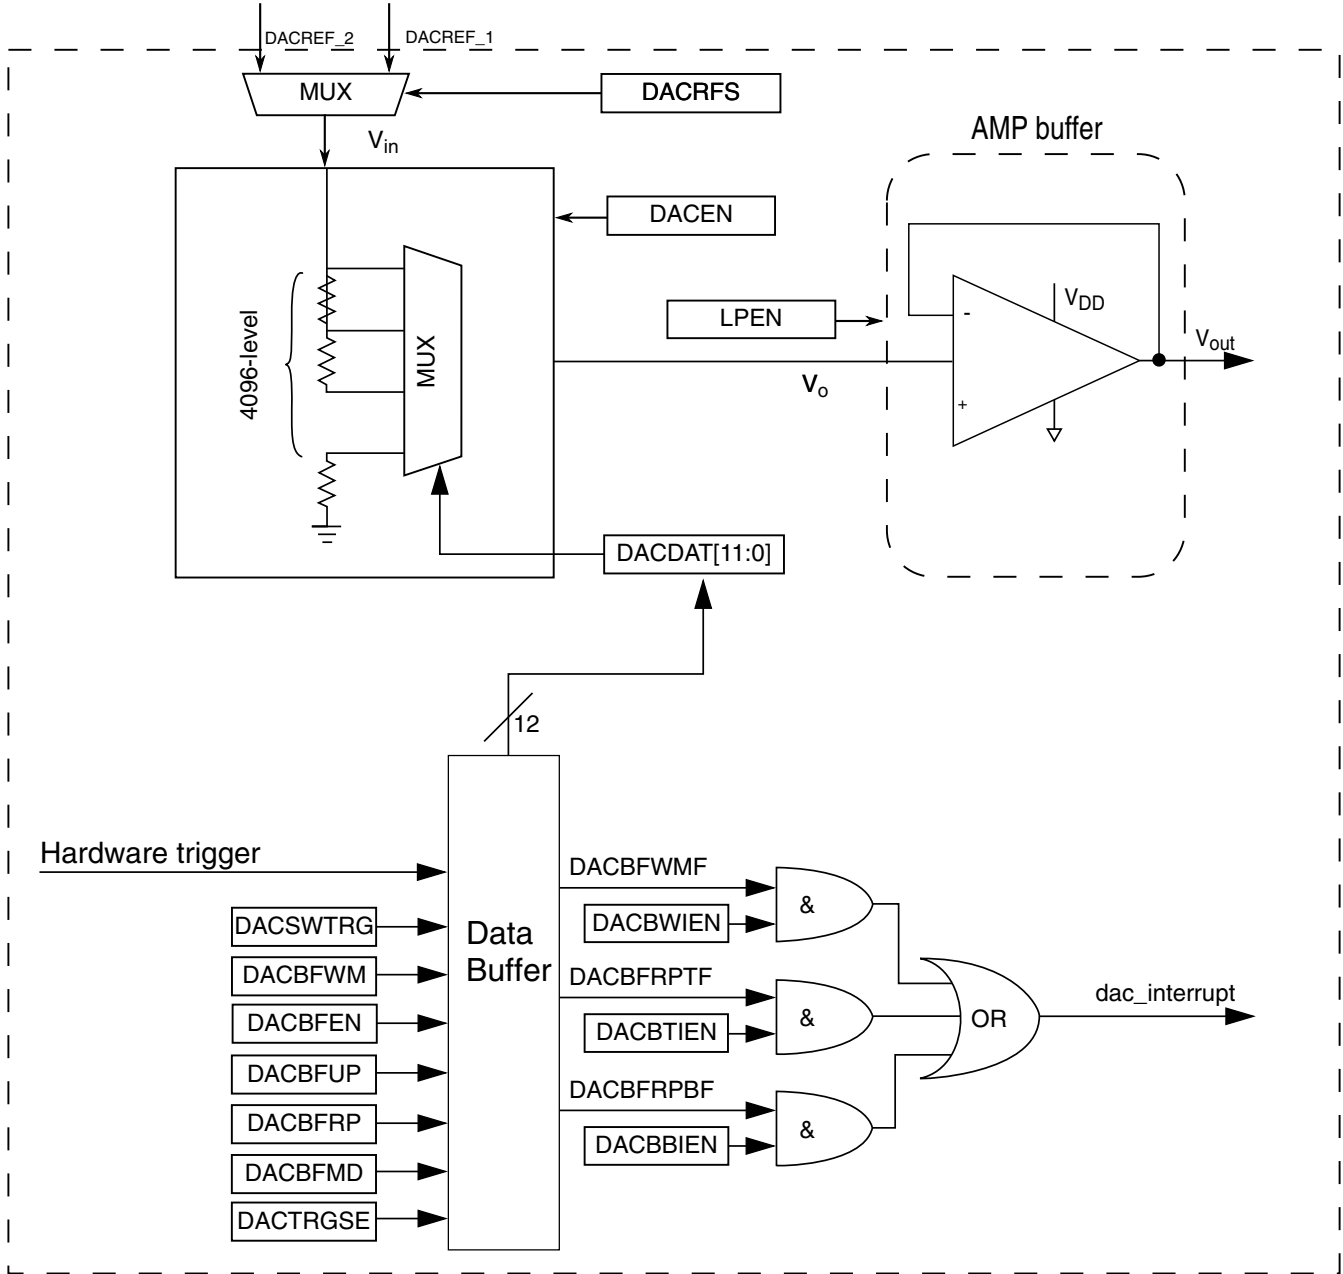 DACREF_2
DACREF_1
MUX
DACRFS
Vin
AMP buffer
DACEN
LPEN
4096-level
MUX
-
VDD
Vout
Vo
+
DACDAT[11:0]
12
Hardware trigger
DACSWTRG
DACBFWM
DACBFEN
DACBFUP
DACBFRP
DACBFMD
DACTRGSE
Data
Buffer
DACBFWMF
DACBWIEN
&
DACBFRPTF
DACBTIEN
&
DACBFRPBF
DACBBIEN
&
OR
dac_interrupt